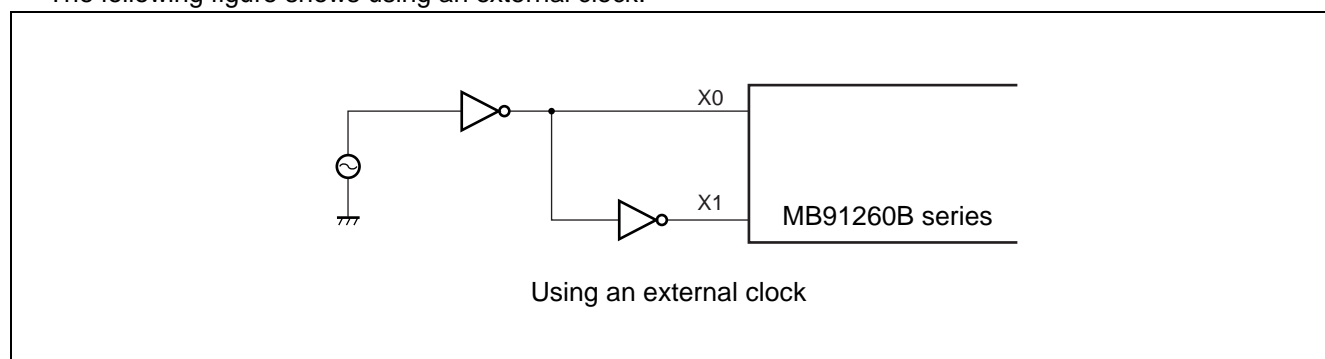 The following figure shows using an external clock.
X0
X1
MB91260B series
Using an external clock